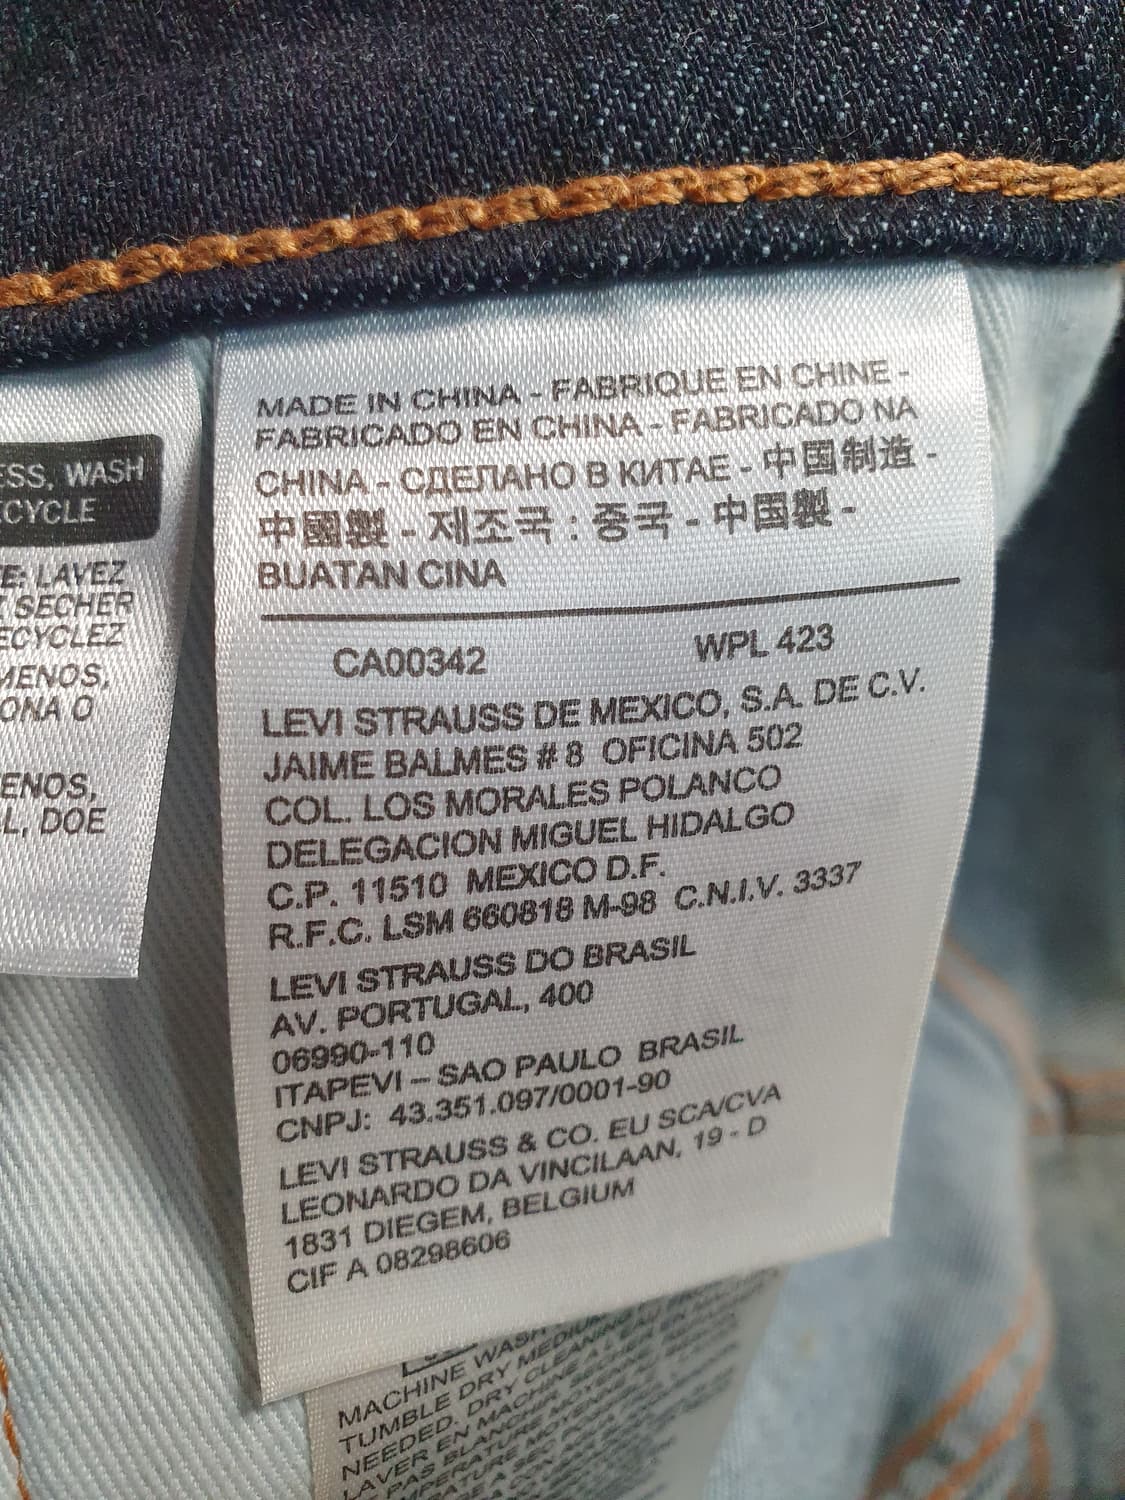 MADE IN CHINA - FABRIQUE EN CHINE -
FABRICADO EN CHINA - FABRICADO NA
CHINA - СДЕЛАНО В КИТАЕ - 中国制造 -
中國製 - 제조국 : 중국 - 中国製 -
BUATAN CINA
CA00342 WPL 423
LEVI STRAUSS DE MEXICO, S.A. DE C.V.
JAIME BALMES # 8 OFICINA 502
COL. LOS MORALES POLANCO
DELEGACION MIGUEL HIDALGO
C.P. 11510 MEXICO D.F.
R.F.C. LSM 660818 M-98 C.N.I.V. 3337
LEVI STRAUSS DO BRASIL
AV. PORTUGAL, 400
06990-110
ITAPEVI – SAO PAULO BRASIL
CNPJ: 43.351.097/0001-90
LEVI STRAUSS & CO. EU SCA/CVA
LEONARDO DA VINCILAAN, 19 - D
1831 DIEGEM, BELGIUM
CIF A 08298606
ESS, WASH
ECYCLE
E: LAVEZ
SECHER
ECYCLEZ
MENOS,
ONA O
ENOS,
L, DOE
MACHINE WASH
TUMBLE DRY MEDIUM
NEEDED. DRY CLEANING
LAVER EN MACHINE
PAS BLANCHIR